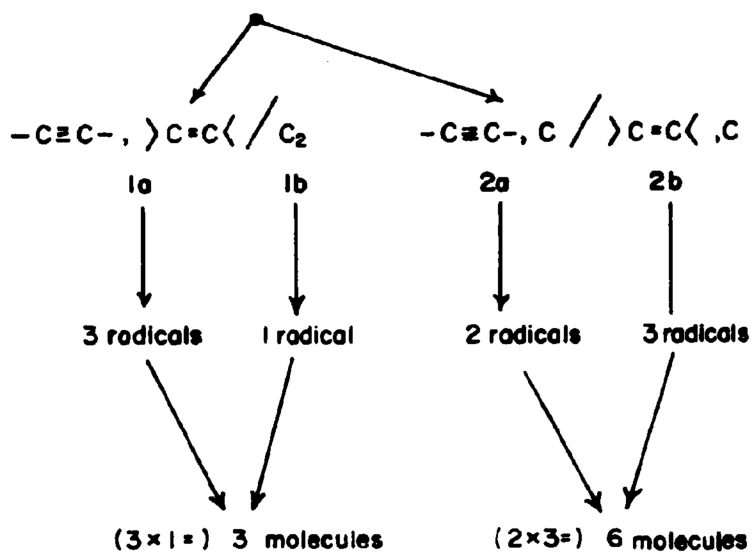 –C≡C–, >C=C< / C₂ –C≡C–, C / >C=C< ,C
1a 1b 2a 2b
3 radicals 1 radical 2 radicals 3 radicals
(3×1=) 3 molecules (2×3=) 6 molecules